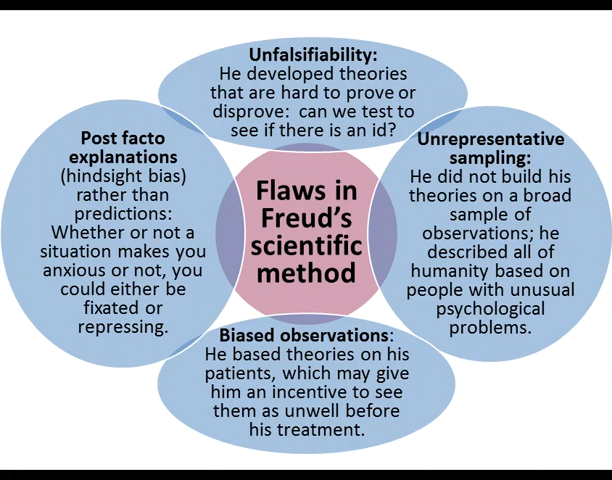 Unfalsifiability:
He developed theories
that are hard to prove or
disprove:  can we test to
see if there is an id?
Post facto
explanations
(hindsight bias)
rather than
predictions:
Whether or not a
situation makes you
anxious or not, you
could either be
fixated or
repressing.
Flaws in
Freud’s
scientific
method
Unrepresentative
sampling:
He did not build his
theories on a broad
sample of
observations; he
described all of
humanity based on
people with unusual
psychological
problems.
Biased observations:
He based theories on his
patients, which may give
him an incentive to see
them as unwell before
his treatment.